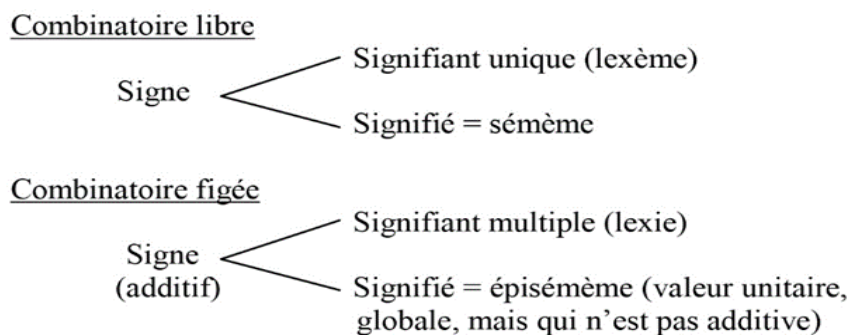 Combinatoire libre
Signifiant unique (lexème)
Signe
Signifié = sémème
Combinatoire figée
Signifiant multiple (lexie)
Signe
(additif)
Signifié = épisémème (valeur unitaire,
globale, mais qui n’est pas additive)